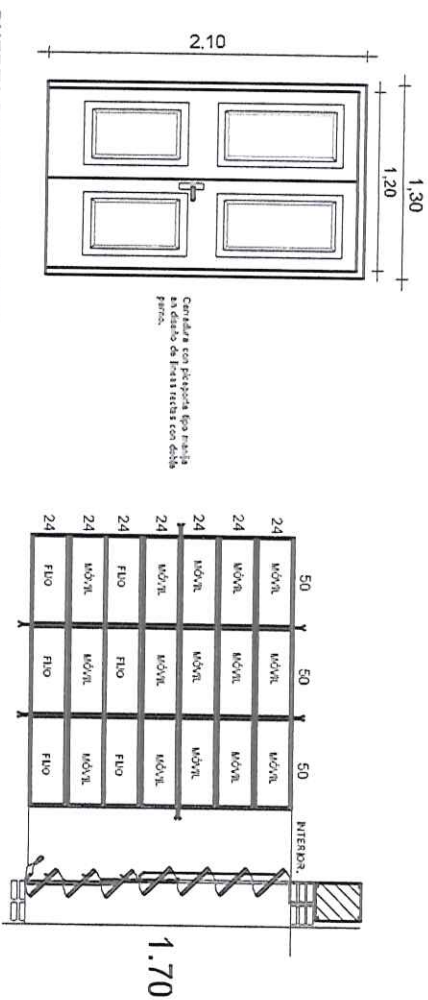 2,10
1,20
1,30
Cerradura con picaporte tipo manija
en diseño de líneas rectas con doble
perno.
50 50 50
24 MÓVIL MÓVIL MÓVIL
24 MÓVIL MÓVIL MÓVIL
24 MÓVIL MÓVIL MÓVIL
24 MÓVIL MÓVIL MÓVIL
24 FIJO FIJO FIJO
24 MÓVIL MÓVIL MÓVIL
24 FIJO FIJO FIJO
INTERIOR.
1.70